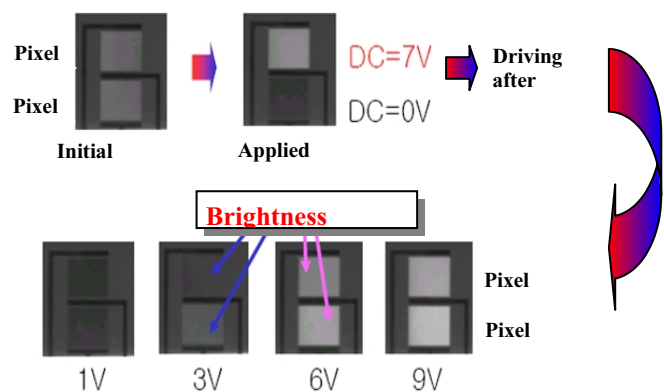 Pixel
DC=7V
Driving
after
Pixel
DC=0V
Initial
Applied
Brightness
Pixel
Pixel
1V
3V
6V
9V